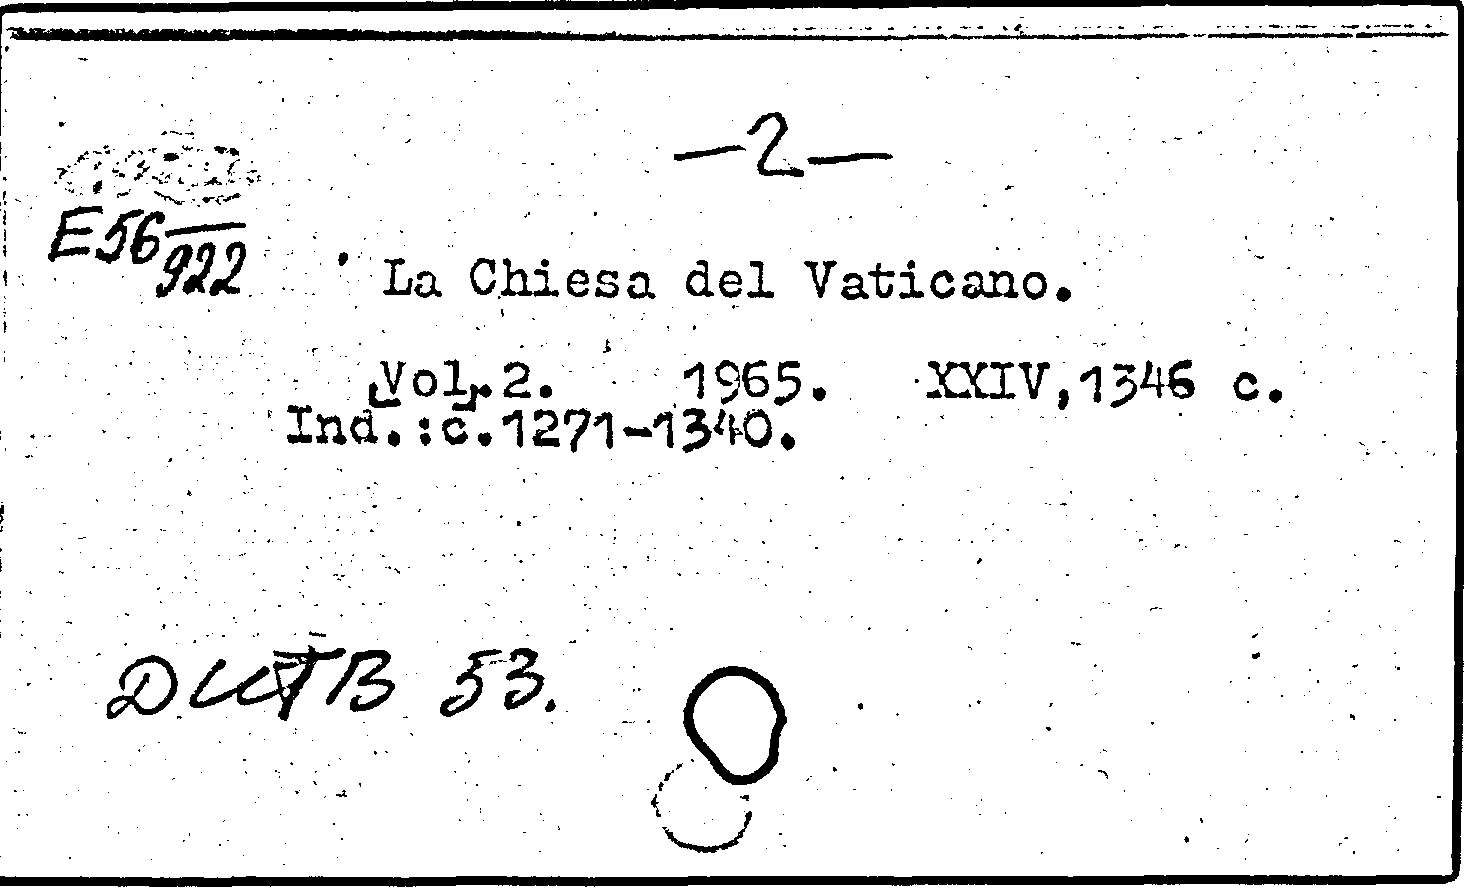 —2—
E56/922
La Chiesa del Vaticano.
[Vol.] 2. 1965. XXIV, 1346 c.
Ind.: c. 1271-1340.
53.